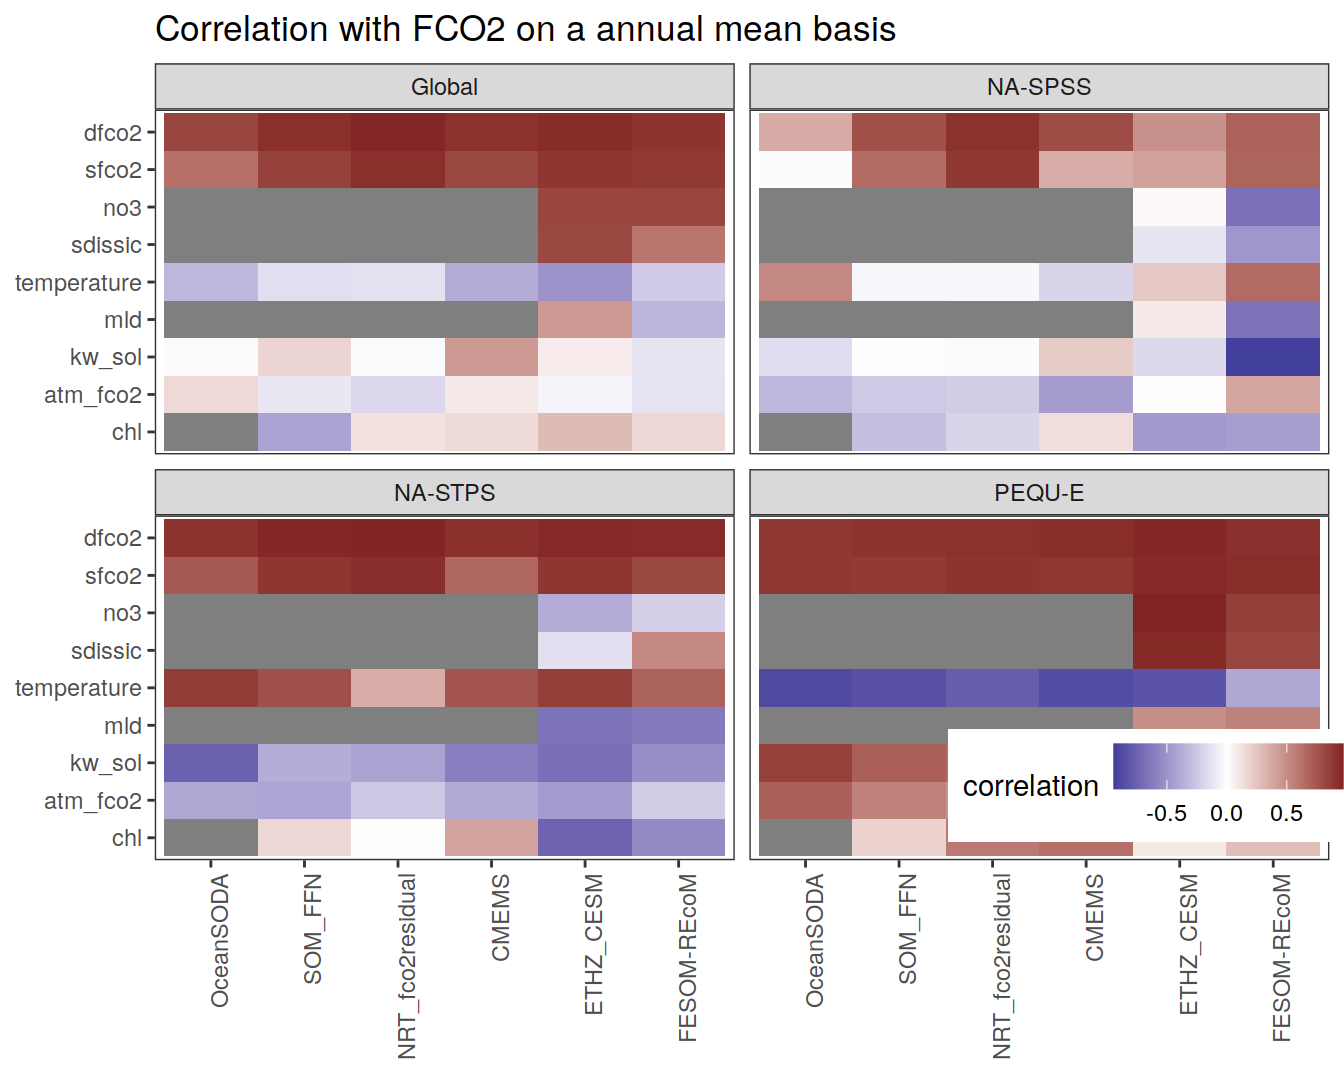 Correlation with FCO2 on a annual mean basis
Global
NA-SPSS
dfco2
sfco2
no3
sdissic
temperature
mld
kw_sol
atm_fco2
chl
NA-STPS
PEQU-E
dfco2
sfco2
no3
sdissic
temperature
mld
kw_sol
atm_fco2
chl
correlation
-0.5 0.0 0.5
OceanSODA
SOM_FFN
NRT_fco2residual
CMEMS
ETHZ_CESM
FESOM-REcoM
OceanSODA
SOM_FFN
NRT_fco2residual
CMEMS
ETHZ_CESM
FESOM-REcoM